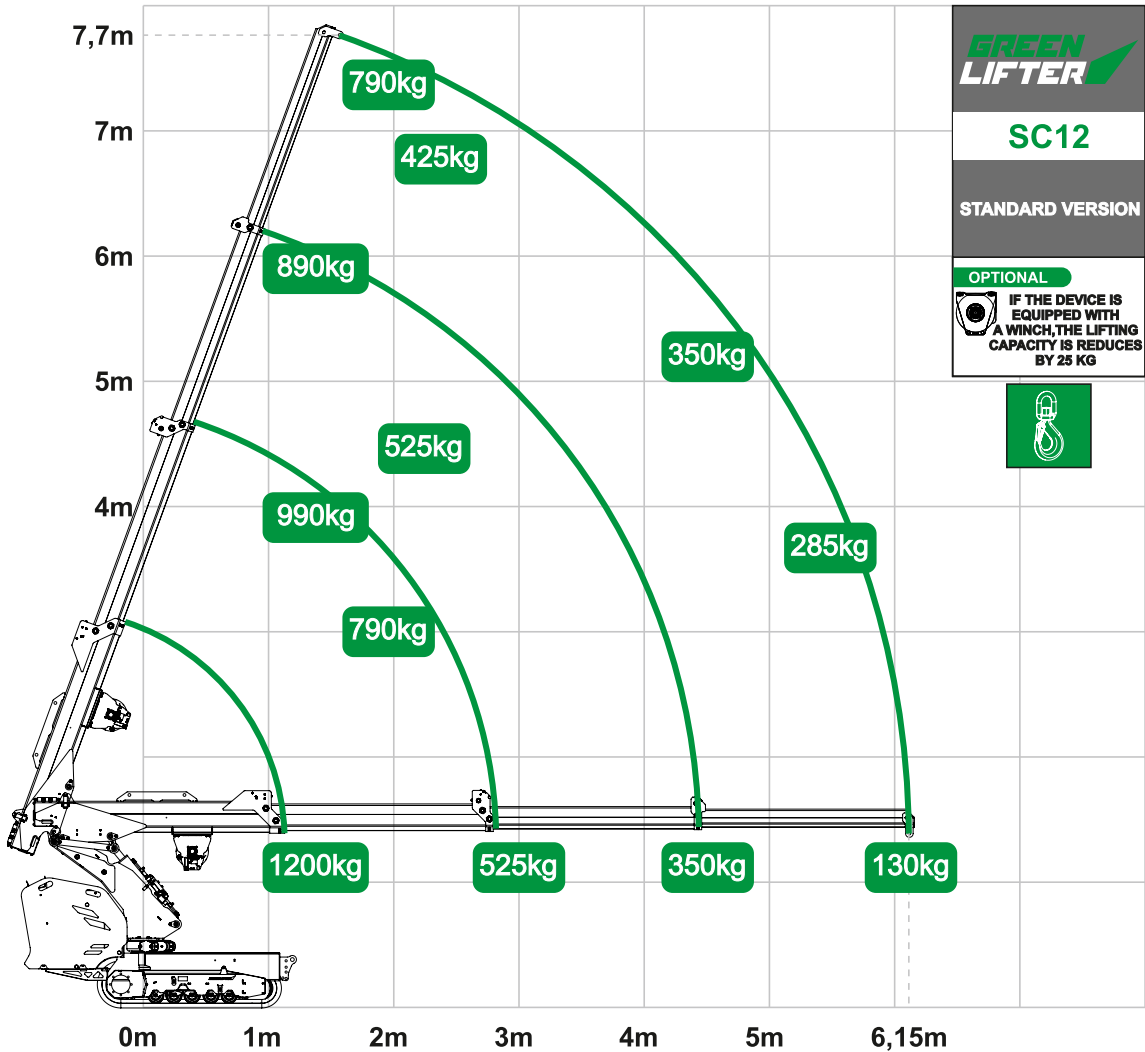 7,7m
790kg
GREEN
LIFTER
7m
SC12
425kg
STANDARD VERSION
6m
890kg
OPTIONAL
IF THE DEVICE IS
EQUIPPED WITH
A WINCH,THE LIFTING
CAPACITY IS REDUCES
BY 25 KG
350kg
5m
525kg
4m
990kg
285kg
790kg
1200kg
525kg
350kg
130kg
0m
1m
2m
3m
4m
5m
6,15m